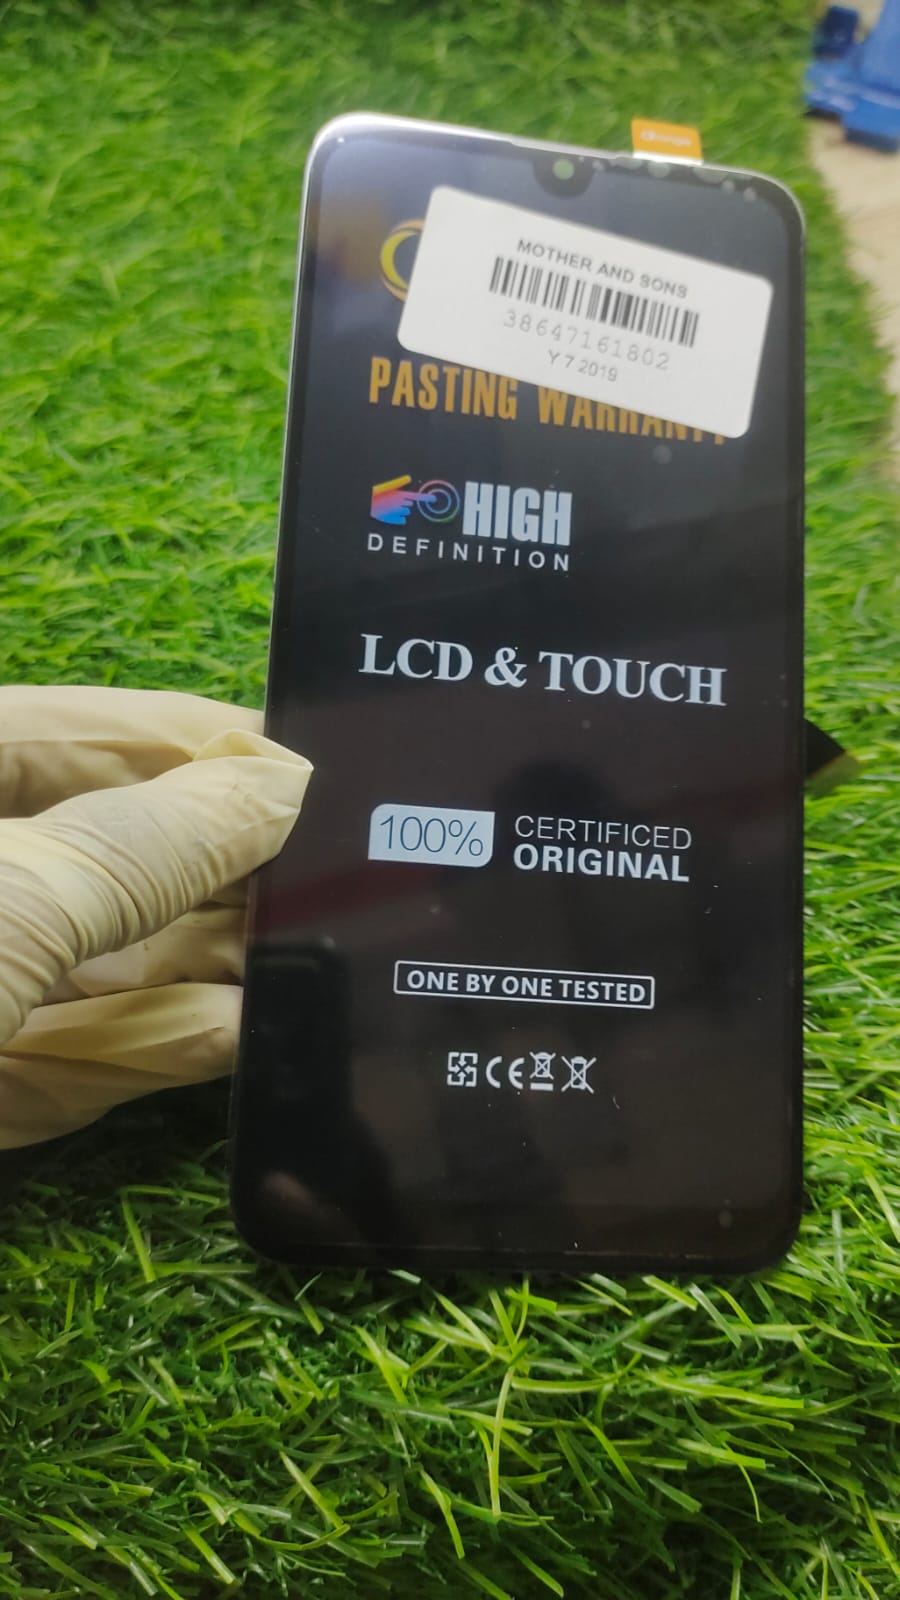 MOTHER AND SONS
38647161802
Y7 2019
PASTING WARRANTY
HIGH
DEFINITION
LCD & TOUCH
100% CERTIFICED
ORIGINAL
ONE BY ONE TESTED
CE